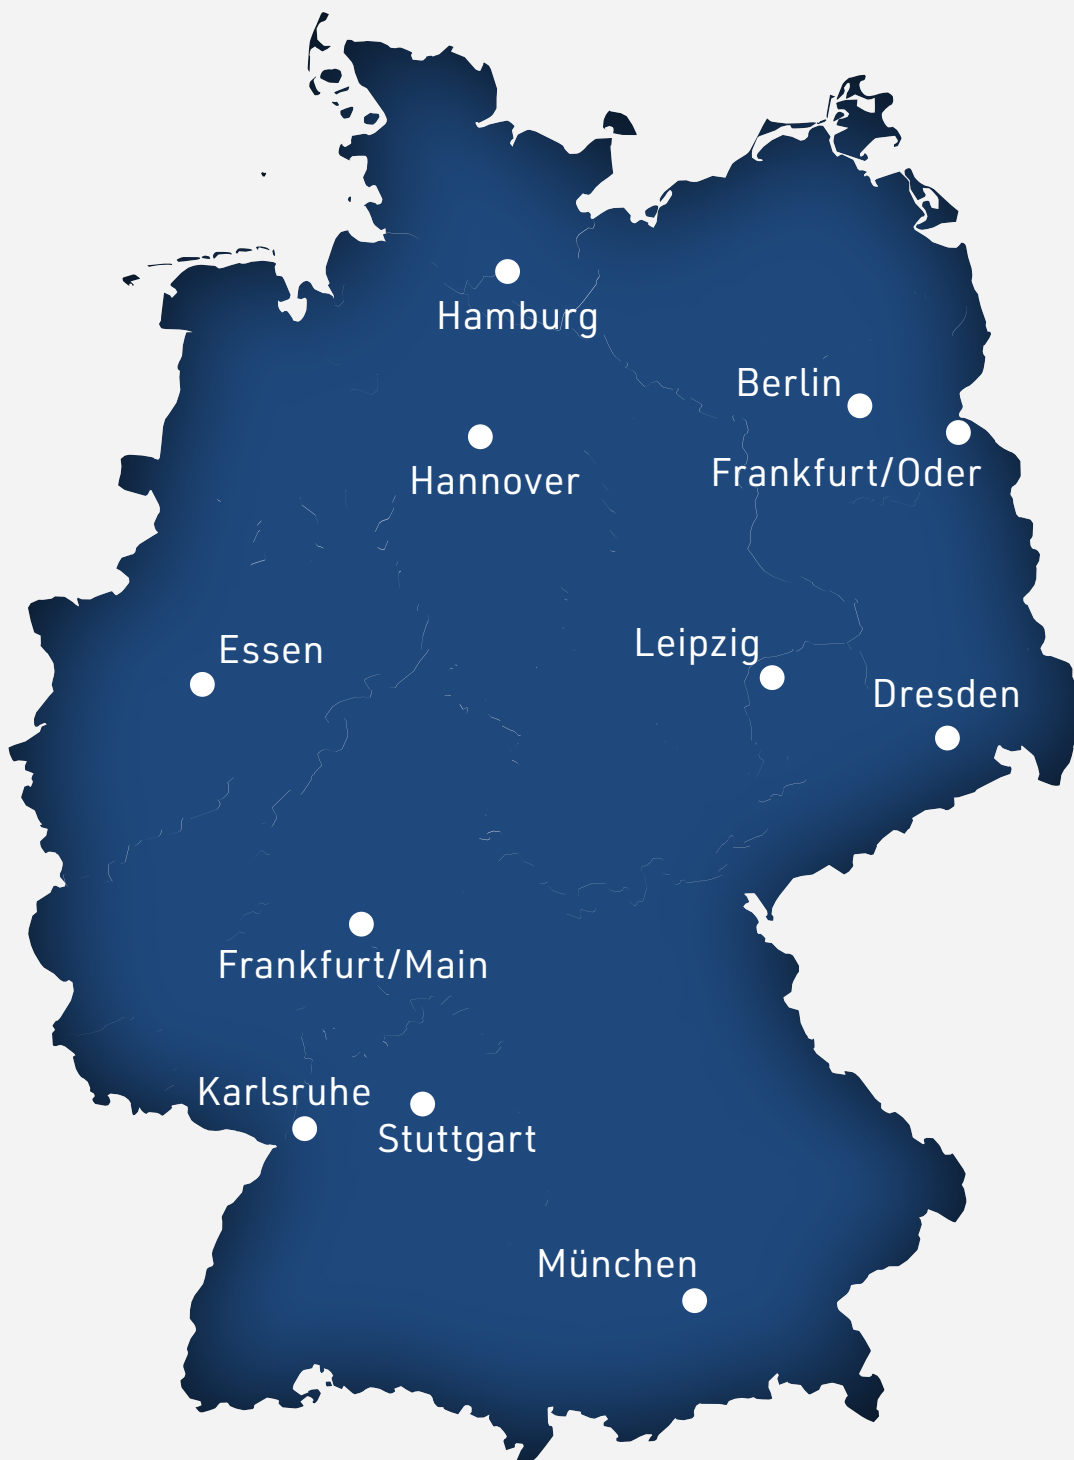 Hamburg
Berlin
Frankfurt/Oder
Hannover
Essen
Leipzig
Dresden
Frankfurt/Main
Karlsruhe
Stuttgart
München